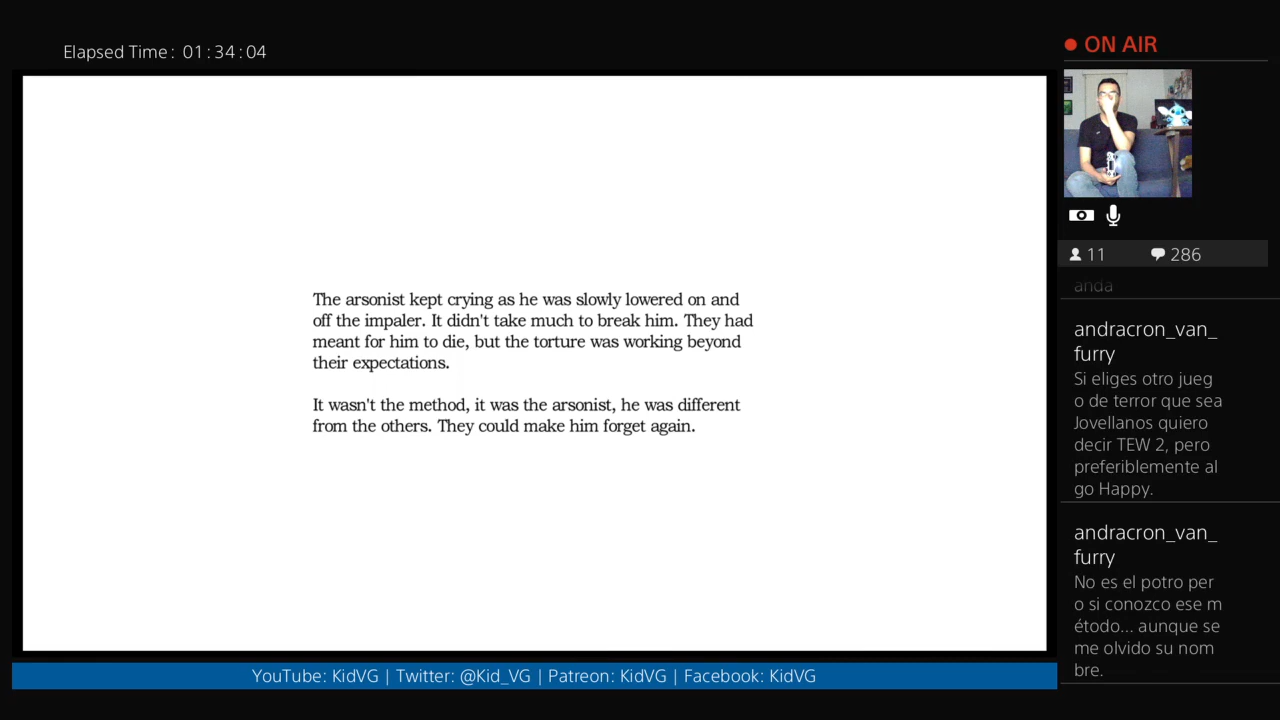 Elapsed Time: 01:34:04
ON AIR
11
286
anda
The arsonist kept crying as he was slowly lowered on and
off the impaler. It didn't take much to break him. They had
meant for him to die, but the torture was working beyond
their expectations.
It wasn't the method, it was the arsonist, he was different
from the others. They could make him forget again.
andracron_van_
furry
Si eliges otro jueg
o de terror que sea
Jovellanos quiero
decir TEW 2, pero
preferiblemente al
go Happy.
andracron_van_
furry
No es el potro per
o si conozco ese m
étodo... aunque se
me olvido su nom
bre.
YouTube: KidVG | Twitter: @Kid_VG | Patreon: KidVG | Facebook: KidVG